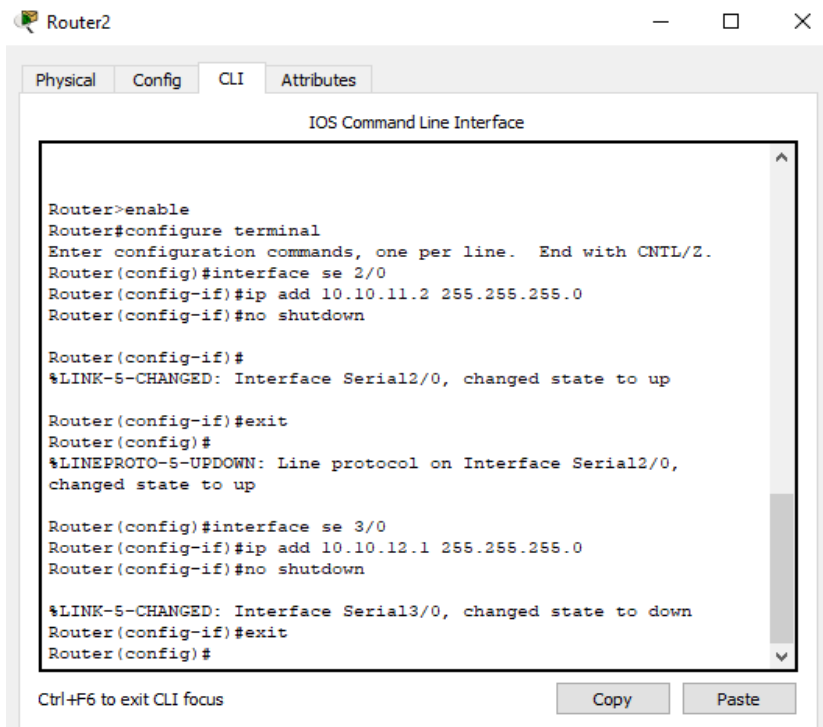 Router2
Physical Config CLI Attributes
IOS Command Line Interface
Router>enable
Router#configure terminal
Enter configuration commands, one per line.  End with CNTL/Z.
Router(config)#interface se 2/0
Router(config-if)#ip add 10.10.11.2 255.255.255.0
Router(config-if)#no shutdown
Router(config-if)#
%LINK-5-CHANGED: Interface Serial2/0, changed state to up
Router(config-if)#exit
Router(config)#
%LINEPROTO-5-UPDOWN: Line protocol on Interface Serial2/0,
changed state to up
Router(config)#interface se 3/0
Router(config-if)#ip add 10.10.12.1 255.255.255.0
Router(config-if)#no shutdown
%LINK-5-CHANGED: Interface Serial3/0, changed state to down
Router(config-if)#exit
Router(config)#
Ctrl+F6 to exit CLI focus Copy Paste